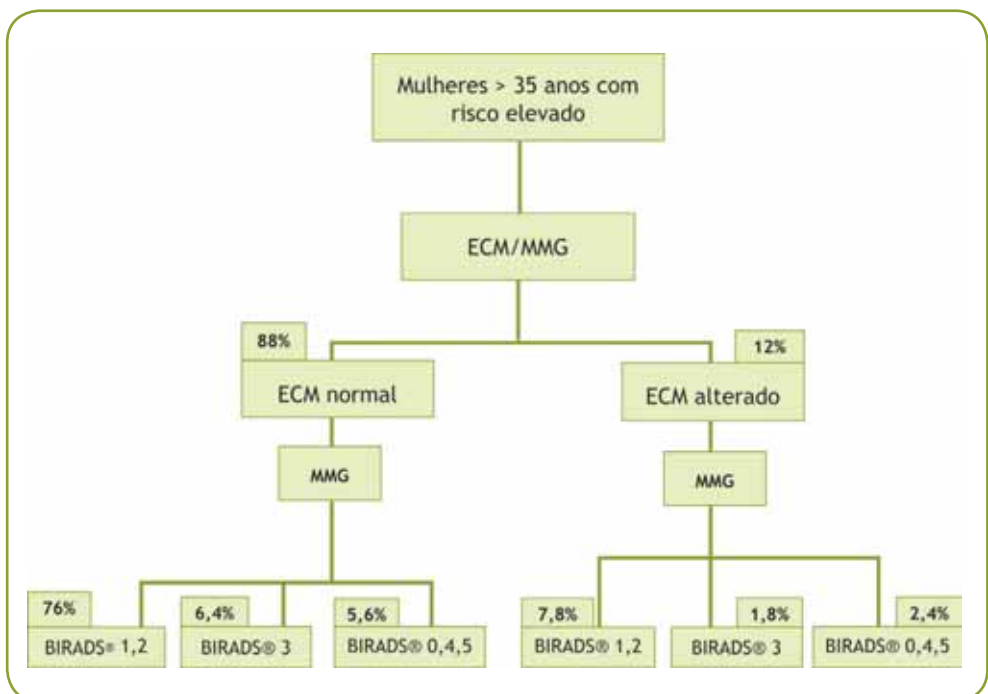 Mulheres > 35 anos com
risco elevado
ECM/MMG
88%
ECM normal
12%
ECM alterado
MMG
MMG
76%
BIRADS® 1,2
6,4%
BIRADS® 3
5,6%
BIRADS® 0,4,5
7,8%
BIRADS® 1,2
1,8%
BIRADS® 3
2,4%
BIRADS® 0,4,5